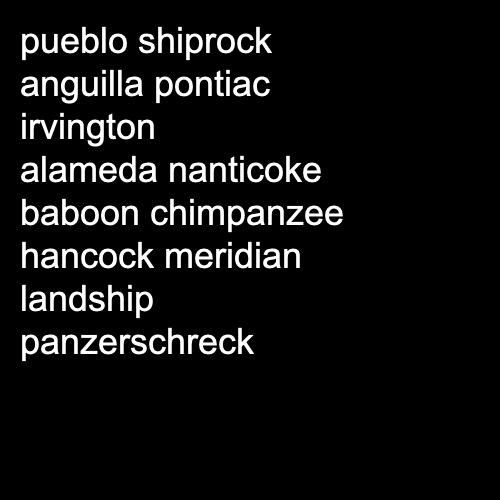 pueblo shiprock
anguilla pontiac
irvington
alameda nanticoke
baboon chimpanzee
hancock meridian
landship
panzerschreck